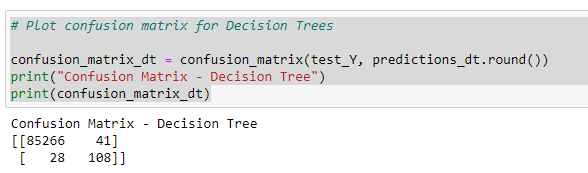 # Plot confusion matrix for Decision Trees
confusion_matrix_dt = confusion_matrix(test_Y, predictions_dt.round())
print("Confusion Matrix - Decision Tree")
print(confusion_matrix_dt)
Confusion Matrix - Decision Tree
[[85266    41]
 [   28   108]]